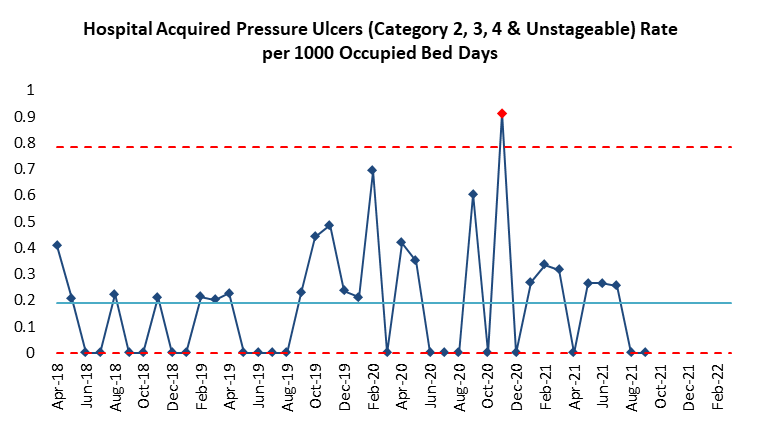 Hospital Acquired Pressure Ulcers (Category 2, 3, 4 & Unstageable) Rate
per 1000 Occupied Bed Days
1
0.9
0.8
0.7
0.6
0.5
0.4
0.3
0.2
0.1
0
Apr-18
Jun-18
Aug-18
Oct-18
Dec-18
Feb-19
Apr-19
Jun-19
Aug-19
Oct-19
Dec-19
Feb-20
Apr-20
Jun-20
Aug-20
Oct-20
Dec-20
Feb-21
Apr-21
Jun-21
Aug-21
Oct-21
Dec-21
Feb-22